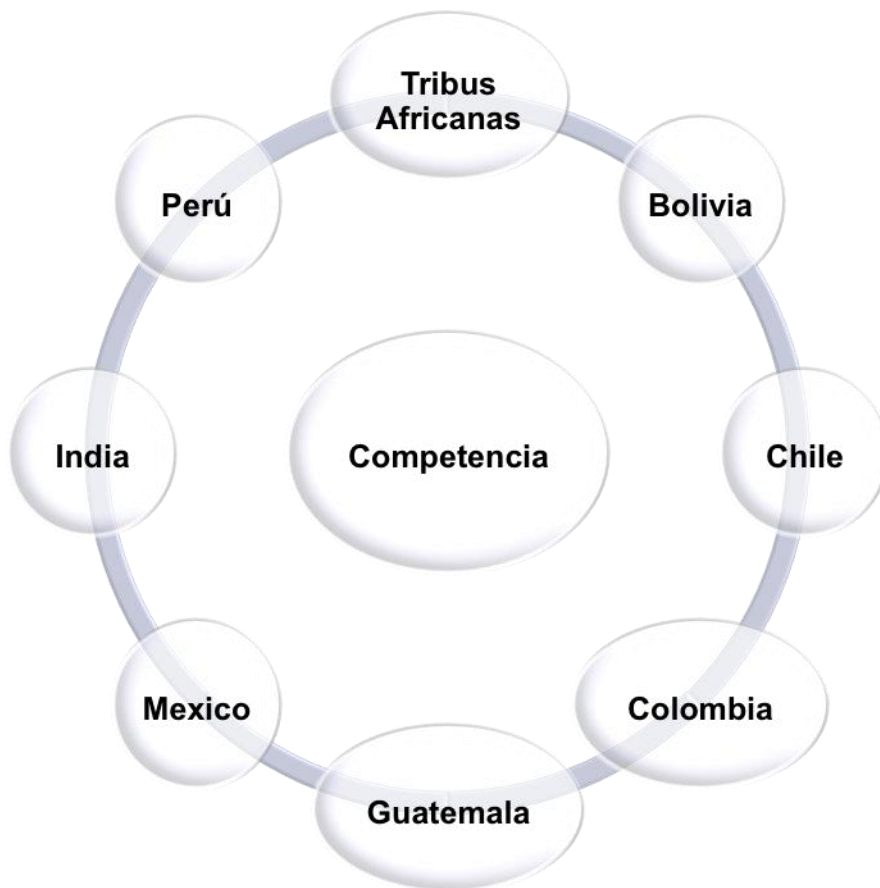 Tribus
Africanas
Perú
Bolivia
India
Competencia
Chile
Mexico
Colombia
Guatemala